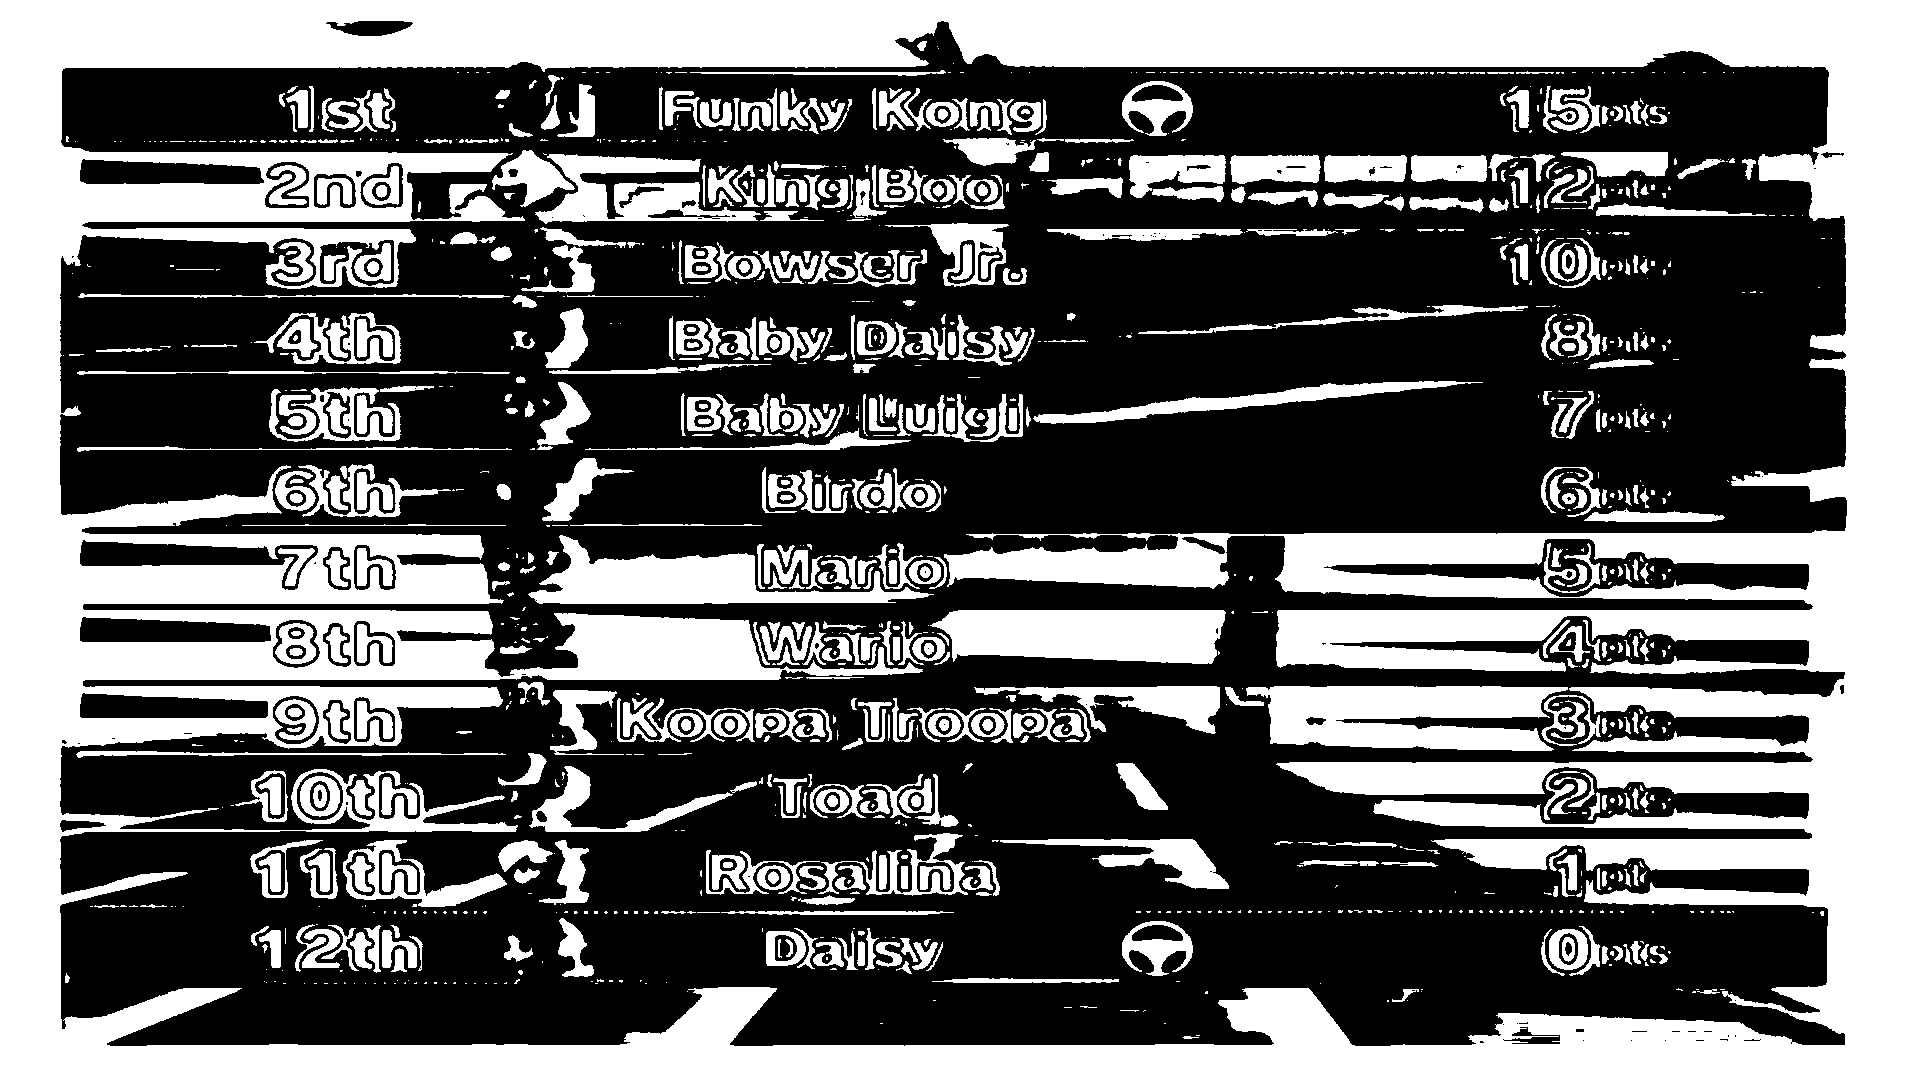 1st Funky Kong 15pts
2nd King Boo 12pts
3rd Bowser Jr. 10pts
4th Baby Daisy 8pts
5th Baby Luigi 7pts
6th Birdo 6pts
7th Mario 5pts
8th Wario 4pts
9th Koopa Troopa 3pts
10th Toad 2pts
11th Rosalina 1pt
12th Daisy 0pts